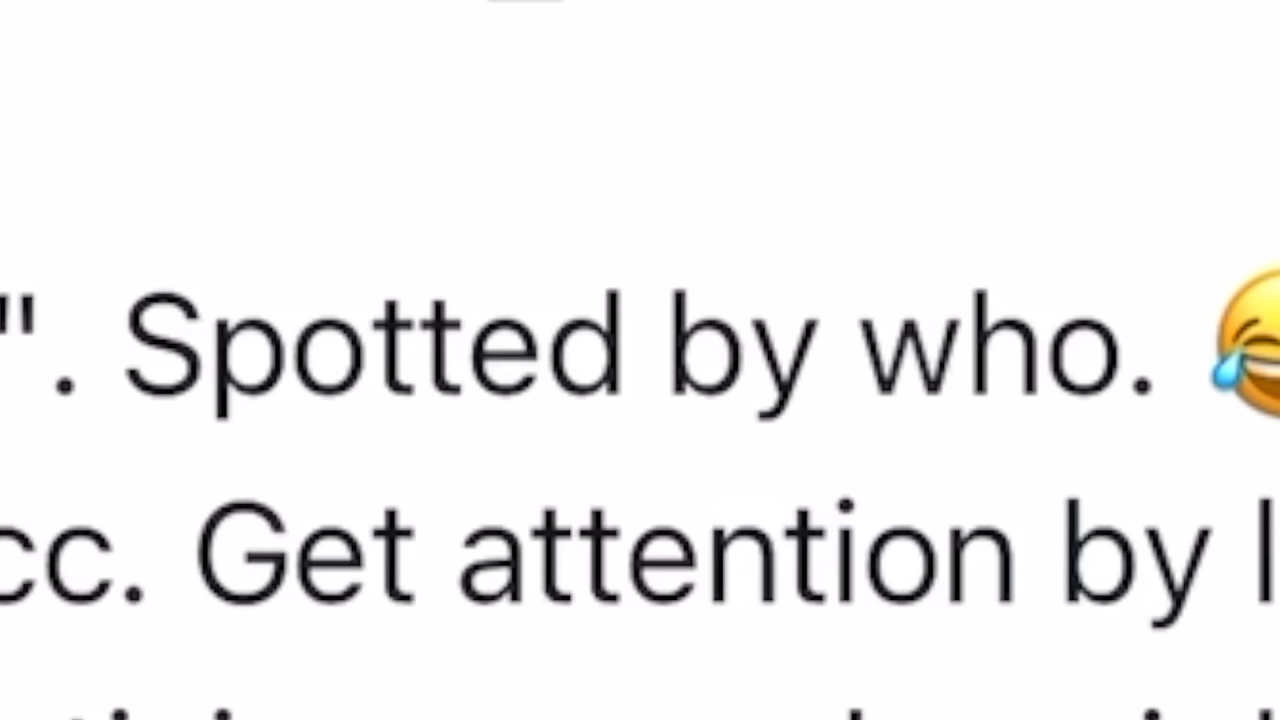 ". Spotted by who. 😂
cc. Get attention by l